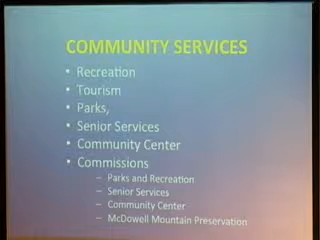 COMMUNITY SERVICES
• Recreation
• Tourism
• Parks,
• Senior Services
• Community Center
• Commissions
– Parks and Recreation
– Senior Services
– Community Center
– McDowell Mountain Preservation